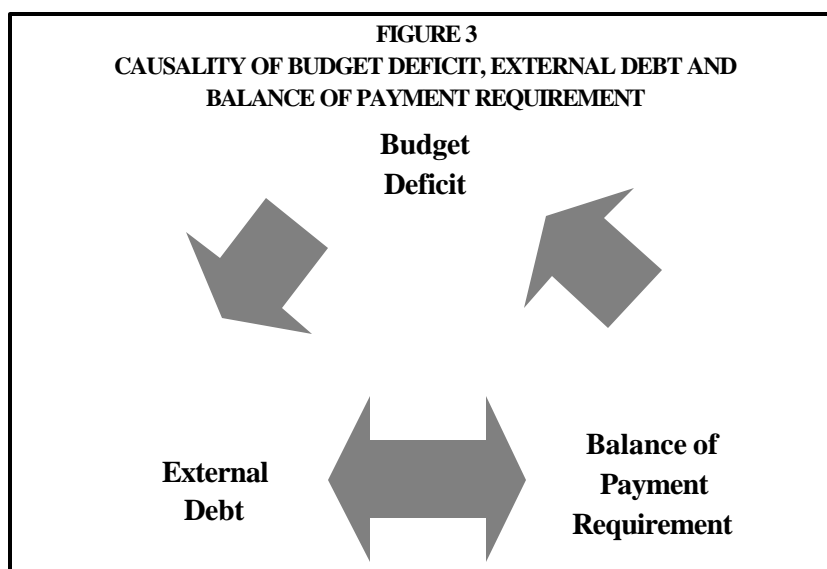 FIGURE 3
CAUSALITY OF BUDGET DEFICIT, EXTERNAL DEBT AND
BALANCE OF PAYMENT REQUIREMENT
Budget
Deficit
External
Debt
Balance of
Payment
Requirement